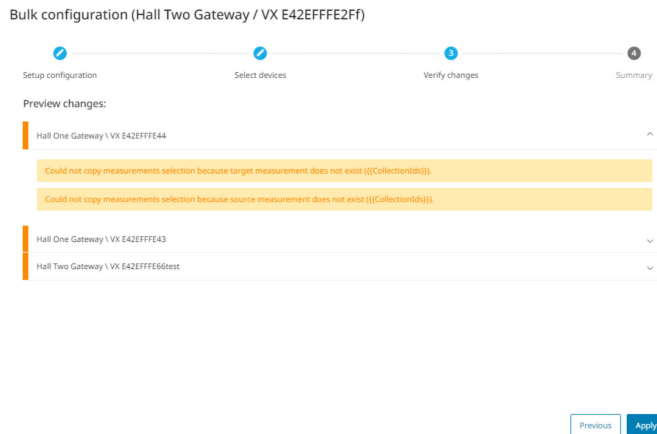 Bulk configuration (Hall Two Gateway / VX E42EFFFE2Ff)
3
4
Setup configuration
Select devices
Verify changes
Summary
Preview changes:
Hall One Gateway \ VX E42EFFFE44
Could not copy measurements selection because target measurement does not exist ({{CollectionIds}}).
Could not copy measurements selection because source measurement does not exist ({{CollectionIds}}).
Hall One Gateway \ VX E42EFFFE43
Hall Two Gateway \ VX E42EFFFE66test
Previous
Apply